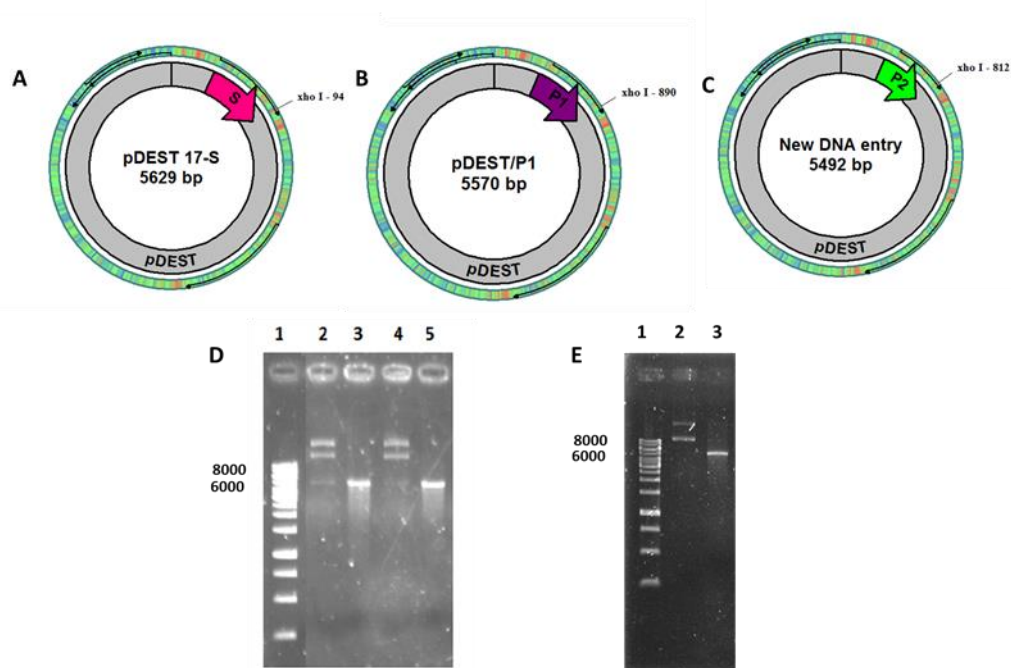 A
S
xho I - 94
pDEST 17-S
5629 bp
pDEST
B
P1
xho I - 890
pDEST/P1
5570 bp
pDEST
C
P2
xho I - 812
New DNA entry
5492 bp
pDEST
D
1 2 3 4 5
8000
6000
E
1 2 3
8000
6000